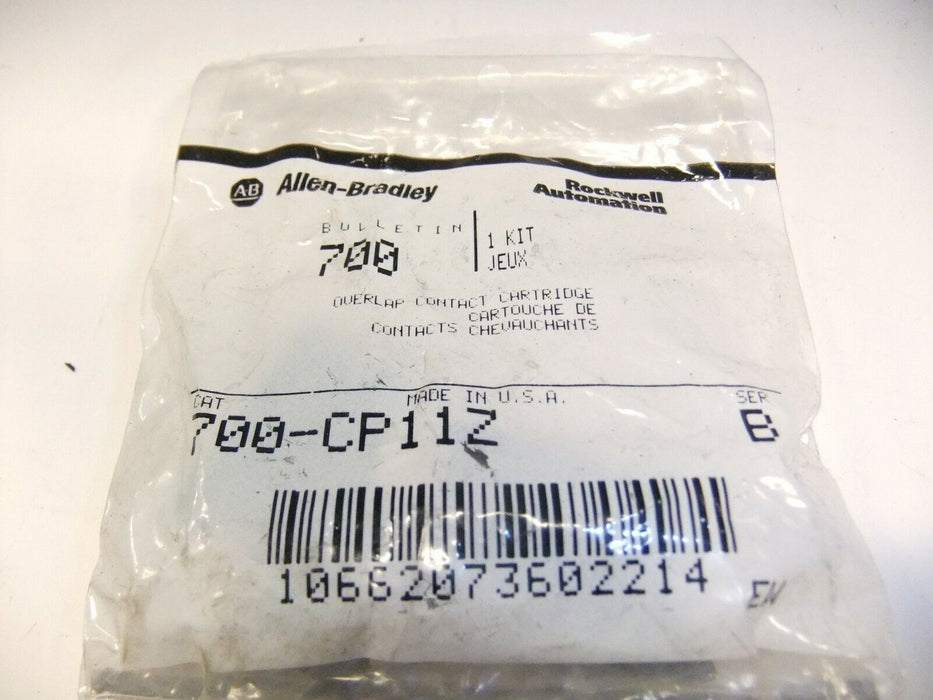 AB Allen-Bradley
Rockwell Automation
BULLETIN
700
1 KIT
JEUX
OVERLAP CONTACT CARTRIDGE
CARTOUCHE DE
CONTACTS CHEVAUCHANTS
CAT
MADE IN U.S.A.
SER
700-CP11Z
B
10662073602214
EN